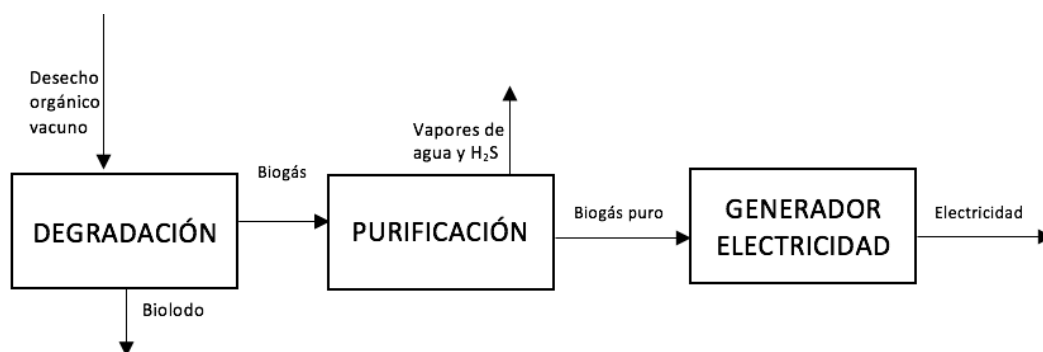 Desecho
orgánico
vacuno
DEGRADACIÓN
Biolodo
Biogás
Vapores de
agua y H₂S
PURIFICACIÓN
Biogás puro
GENERADOR
ELECTRICIDAD
Electricidad